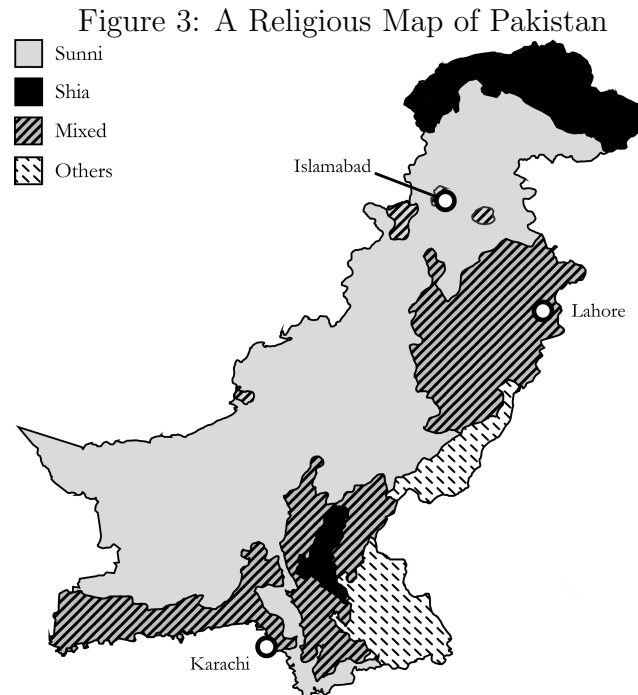 Figure 3: A Religious Map of Pakistan
Sunni
Shia
Mixed
Others
Islamabad
Lahore
Karachi